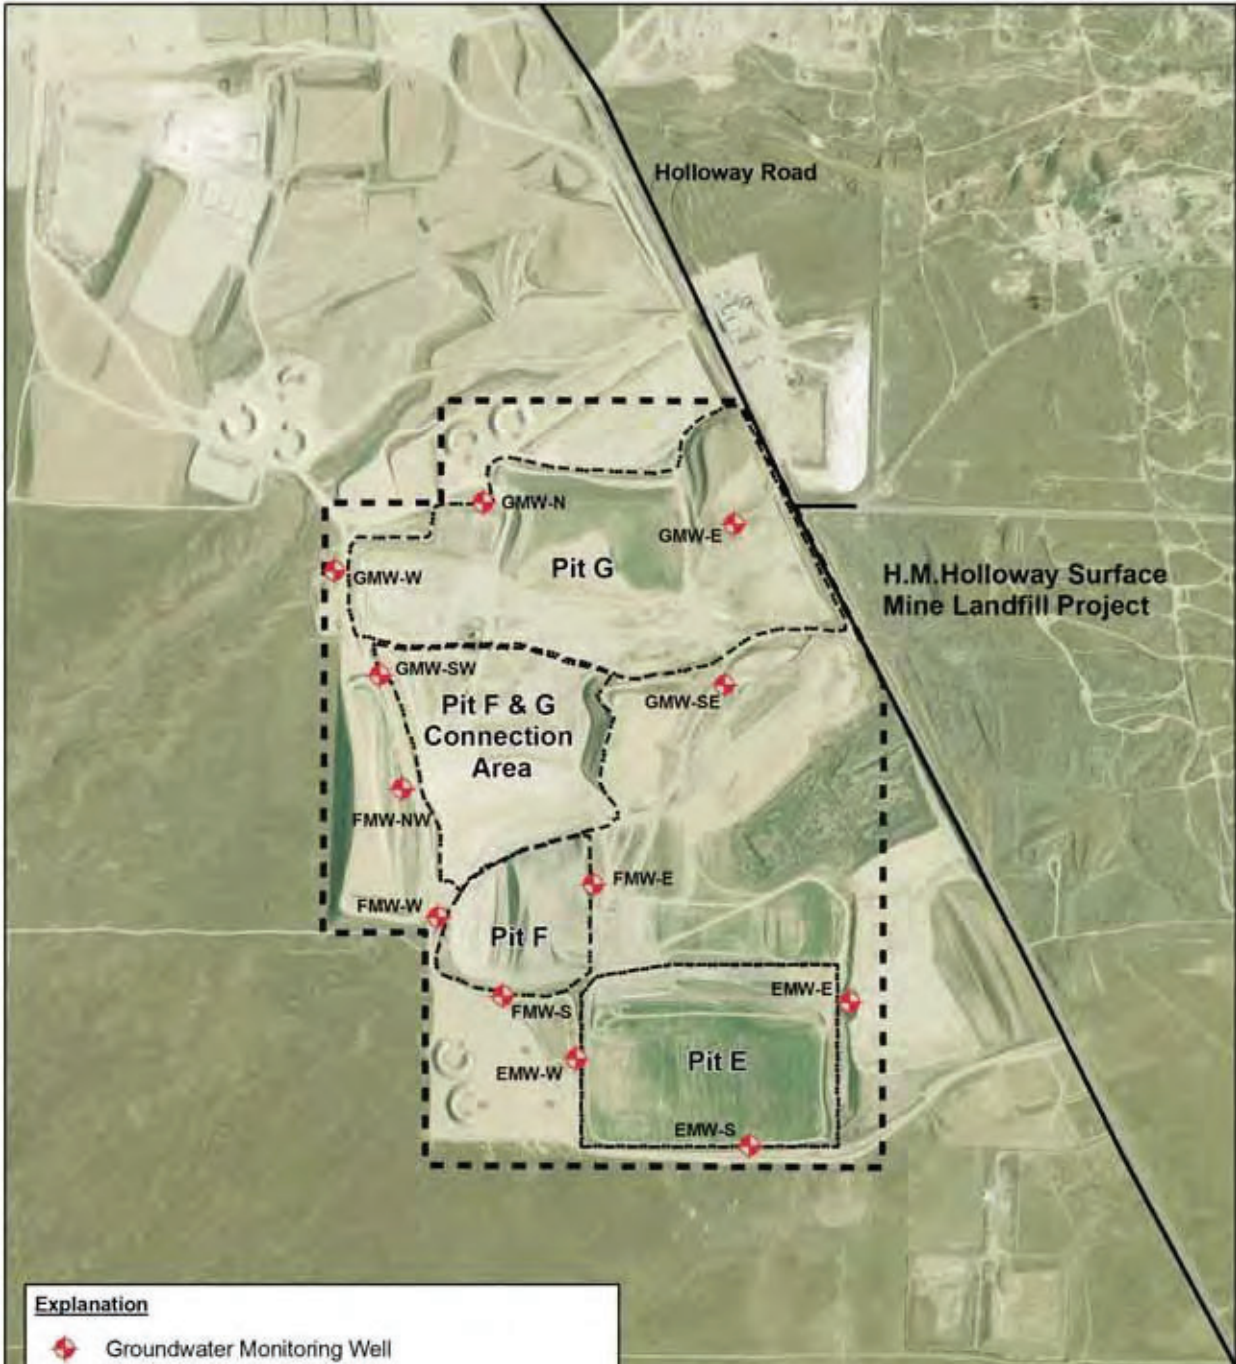 Holloway Road
GMW-N
GMW-E
Pit G
GMW-W
H.M.Holloway Surface
Mine Landfill Project
GMW-SW
GMW-SE
Pit F & G
Connection
Area
FMW-NW
FMW-E
FMW-W
Pit F
EMW-E
FMW-S
Pit E
EMW-W
EMW-S
Explanation
Groundwater Monitoring Well